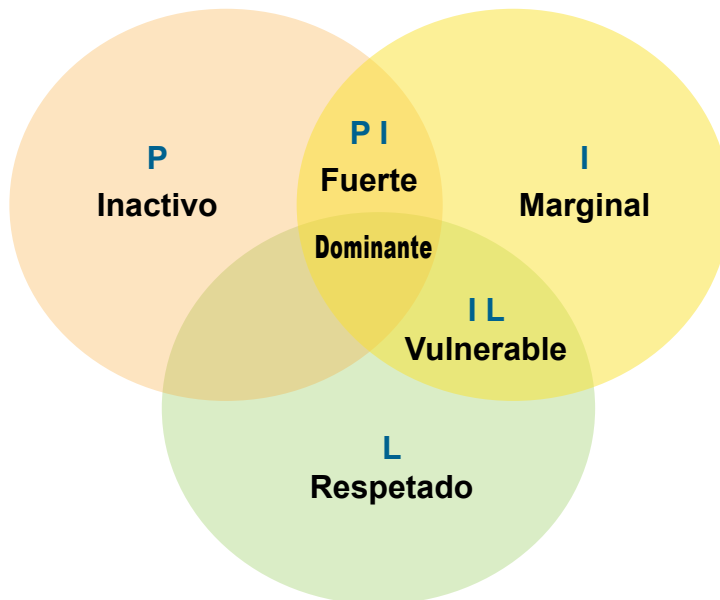 P
Inactivo
P I
Fuerte
I
Marginal
Dominante
I L
Vulnerable
L
Respetado